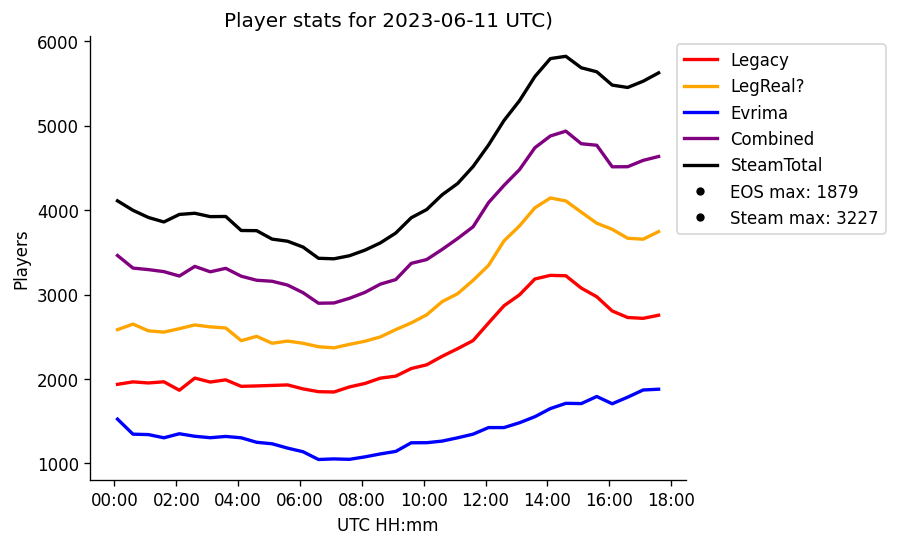 Player stats for 2023-06-11 UTC)
6000
5000
4000
3000
2000
1000
Players
00:00 02:00 04:00 06:00 08:00 10:00 12:00 14:00 16:00 18:00
UTC HH:mm
Legacy
LegReal?
Evrima
Combined
SteamTotal
EOS max: 1879
Steam max: 3227